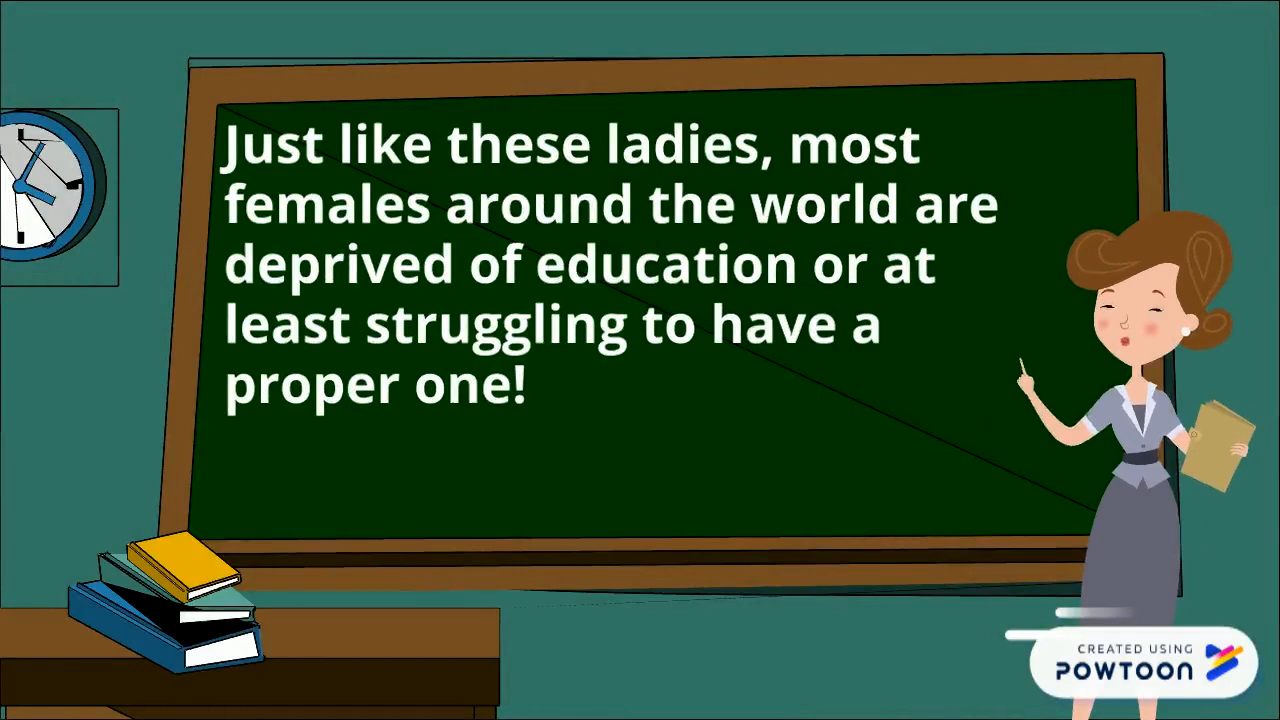 Just like these ladies, most
females around the world are
deprived of education or at
least struggling to have a
proper one!
CREATED USING
POWTOON